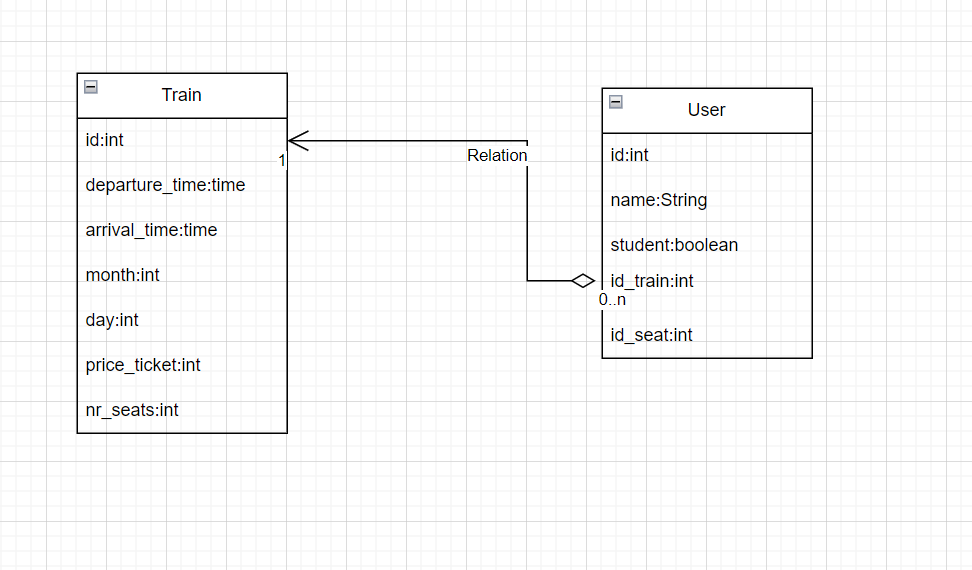 Train
id:int
1
departure_time:time
arrival_time:time
month:int
day:int
price_ticket:int
nr_seats:int
Relation
User
id:int
name:String
student:boolean
id_train:int
0..n
id_seat:int